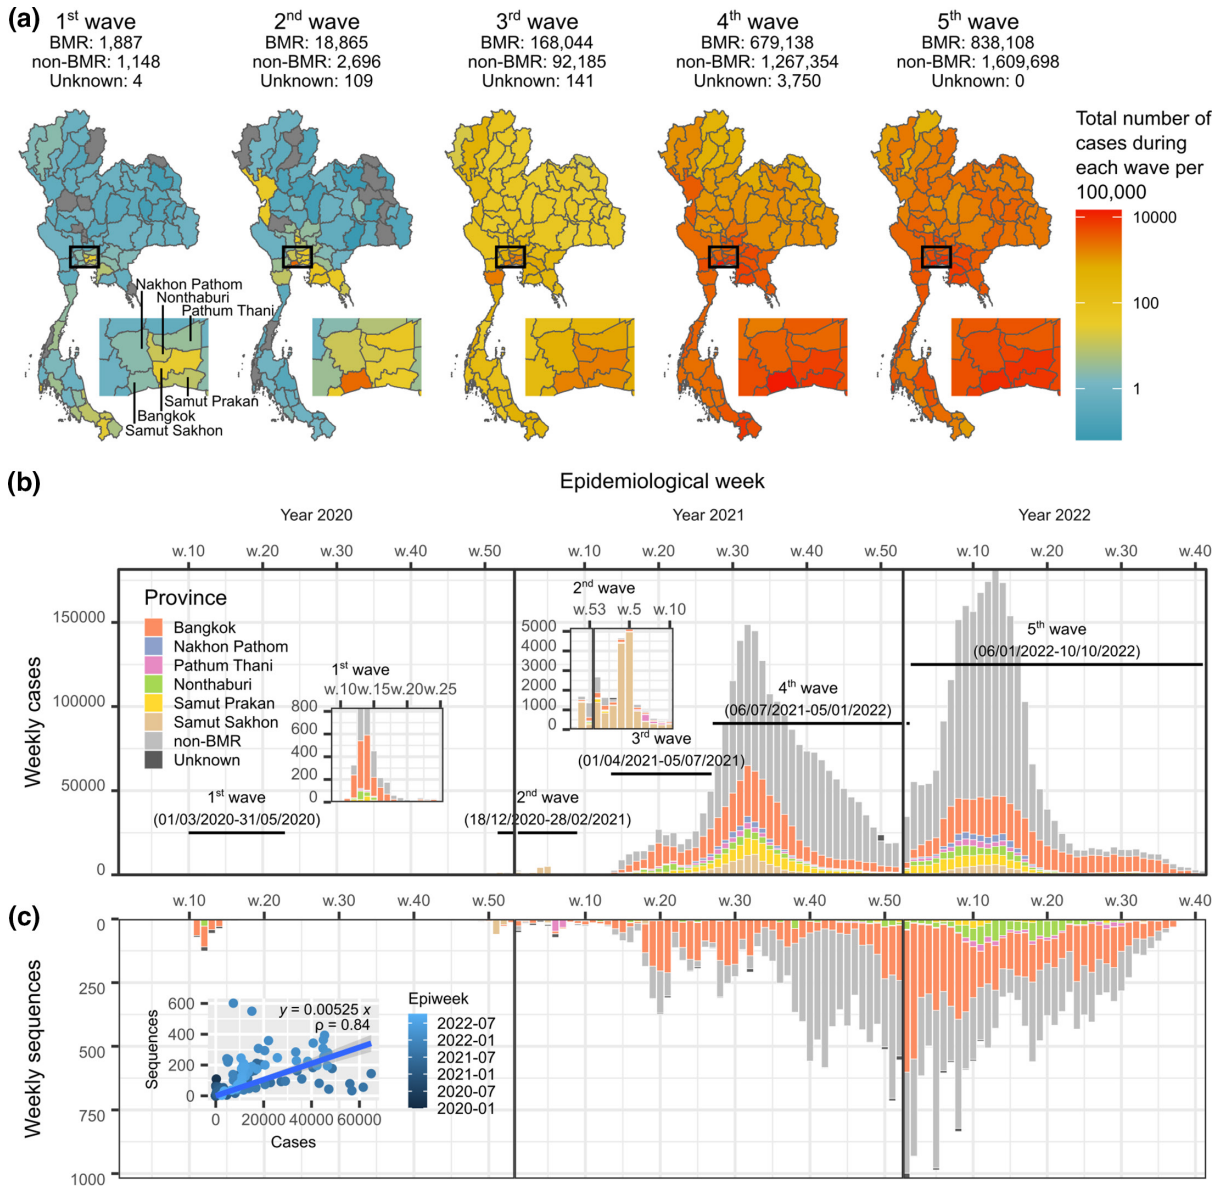 (a)
1st wave
BMR: 1,887
non-BMR: 1,148
Unknown: 4
2nd wave
BMR: 18,865
non-BMR: 2,696
Unknown: 109
3rd wave
BMR: 168,044
non-BMR: 92,185
Unknown: 141
4th wave
BMR: 679,138
non-BMR: 1,267,354
Unknown: 3,750
5th wave
BMR: 838,108
non-BMR: 1,609,698
Unknown: 0
Total number of
cases during
each wave per
100,000
10000
100
1
Nakhon Pathom
Nonthaburi
Pathum Thani
Samut Prakan
Bangkok
Samut Sakhon
(b)
Epidemiological week
Year 2020
Year 2021
Year 2022
w.10 w.20 w.30 w.40 w.50 w.10 w.20 w.30 w.40 w.50 w.10 w.20 w.30 w.40
Weekly cases
150000
100000
50000
0
Province
Bangkok
Nakhon Pathom
Pathum Thani
Nonthaburi
Samut Prakan
Samut Sakhon
non-BMR
Unknown
1st wave
(01/03/2020-31/05/2020)
1st wave
w.10 w.15 w.20 w.25
800
600
400
200
0
2nd wave
w.53 w.5 w.10
5000
4000
3000
2000
1000
0
2nd wave
(18/12/2020-28/02/2021)
3rd wave
(01/04/2021-05/07/2021)
4th wave
(06/07/2021-05/01/2022)
5th wave
(06/01/2022-10/10/2022)
(c)
w.10 w.20 w.30 w.40 w.50 w.10 w.20 w.30 w.40 w.50 w.10 w.20 w.30 w.40
Weekly sequences
0
250
500
750
1000
Sequences
600
400
200
0
y = 0.00525 x
ρ = 0.84
0 20000 40000 60000
Cases
Epiweek
2022-07
2022-01
2021-07
2021-01
2020-07
2020-01